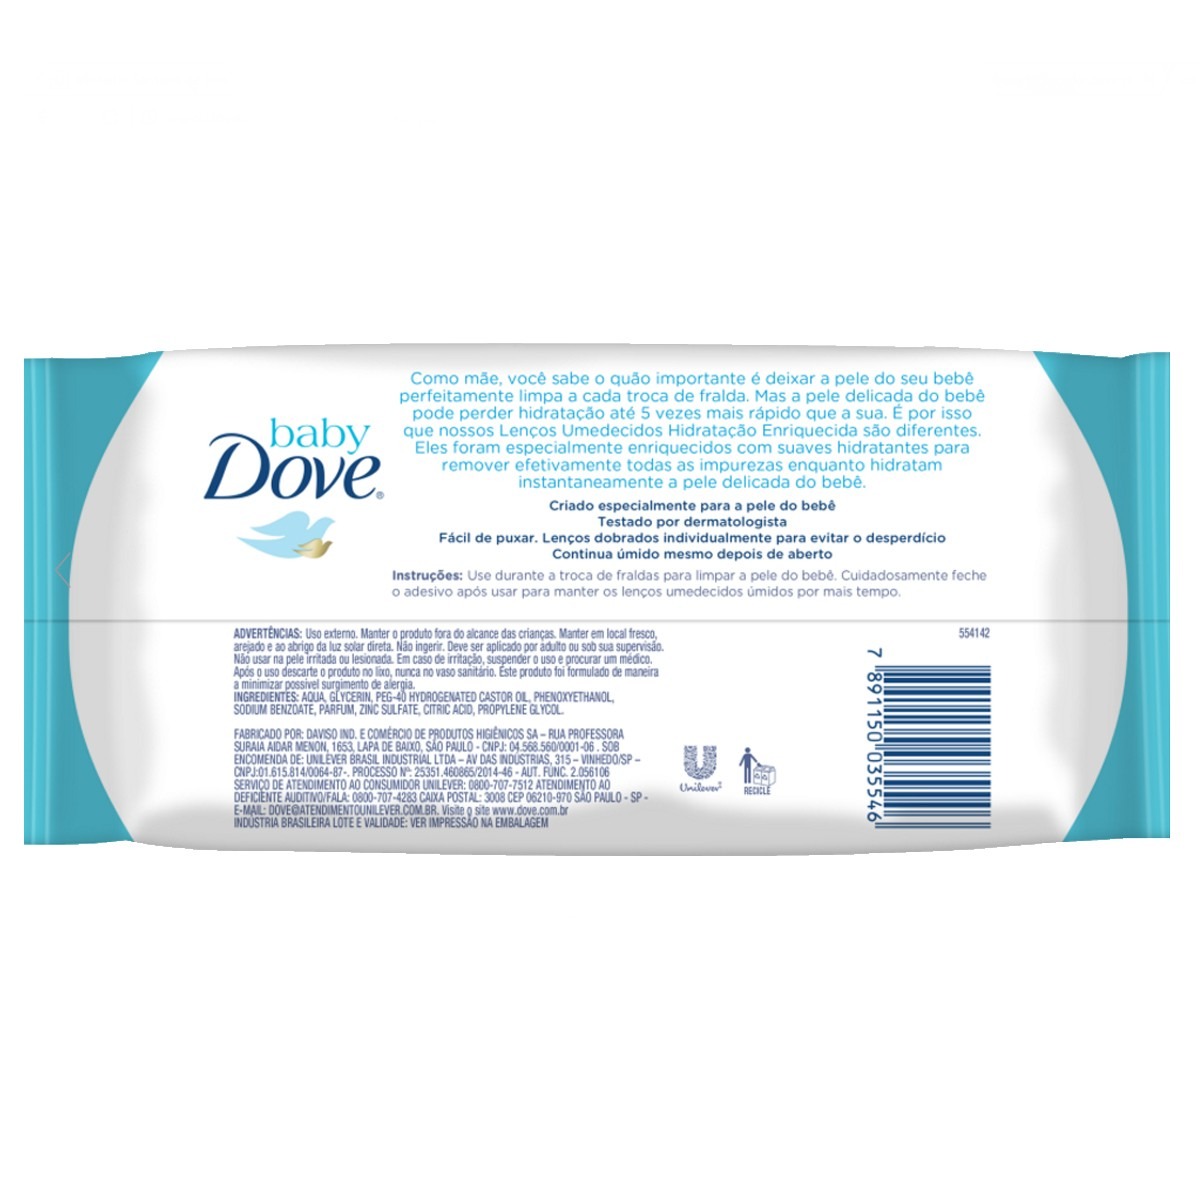 baby
Dove
Como mãe, você sabe o quão importante é deixar a pele do seu bebê
perfeitamente limpa a cada troca de fralda. Mas a pele delicada do bebê
pode perder hidratação até 5 vezes mais rápido que a sua. É por isso
que nossos Lenços Umedecidos Hidratação Enriquecida são diferentes.
Eles foram especialmente enriquecidos com suaves hidratantes para
remover efetivamente todas as impurezas enquanto hidratam
instantaneamente a pele delicada do bebê.
Criado especialmente para a pele do bebê
Testado por dermatologista
Fácil de puxar. Lenços dobrados individualmente para evitar o desperdício
Continua úmido mesmo depois de aberto
Instruções: Use durante a troca de fraldas para limpar a pele do bebê. Cuidadosamente feche
o adesivo após usar para manter os lenços umedecidos úmidos por mais tempo.
ADVERTÊNCIAS: Uso externo. Manter o produto fora do alcance das crianças. Manter em local fresco,
arejado e ao abrigo da luz solar direta. Não ingerir. Deve ser aplicado por adulto ou sob sua supervisão.
Não usar na pele irritada ou lesionada. Em caso de irritação, suspender o uso e procurar um médico.
Após o uso descarte o produto no lixo, nunca no vaso sanitário. Este produto foi formulado de maneira
a minimizar possível surgimento de alergia.
INGREDIENTES: AQUA, GLYCERIN, PEG-40 HYDROGENATED CASTOR OIL, PHENOXYETHANOL,
SODIUM BENZOATE, PARFUM, ZINC SULFATE, CITRIC ACID, PROPYLENE GLYCOL.
FABRICADO POR: DAVISO IND. E COMÉRCIO DE PRODUTOS HIGIÊNICOS SA – RUA PROFESSORA
SURAIA AIDAR MENON, 1653, LAPA DE BAIXO, SÃO PAULO - CNPJ: 04.568.560/0001-06 . SOB
ENCOMENDA DE: UNILEVER BRASIL INDUSTRIAL LTDA – AV DAS INDÚSTRIAS, 315 – VINHEDO/SP –
CNPJ:01.615.814/0064-87-. PROCESSO Nº: 25351.460865/2014-46 - AUT. FUNC. 2.056106
SERVIÇO DE ATENDIMENTO AO CONSUMIDOR UNILEVER: 0800-707-7512 ATENDIMENTO AO
DEFICIENTE AUDITIVO/FALA: 0800-707-4283 CAIXA POSTAL: 3008 CEP 06210-970 SÃO PAULO - SP -
E-MAIL: DOVE@ATENDIMENTOUNILEVER.COM.BR. Visite o site www.dove.com.br
INDÚSTRIA BRASILEIRA LOTE E VALIDADE: VER IMPRESSÃO NA EMBALAGEM
Unilever
RECICLE
554142
7 891150 035546